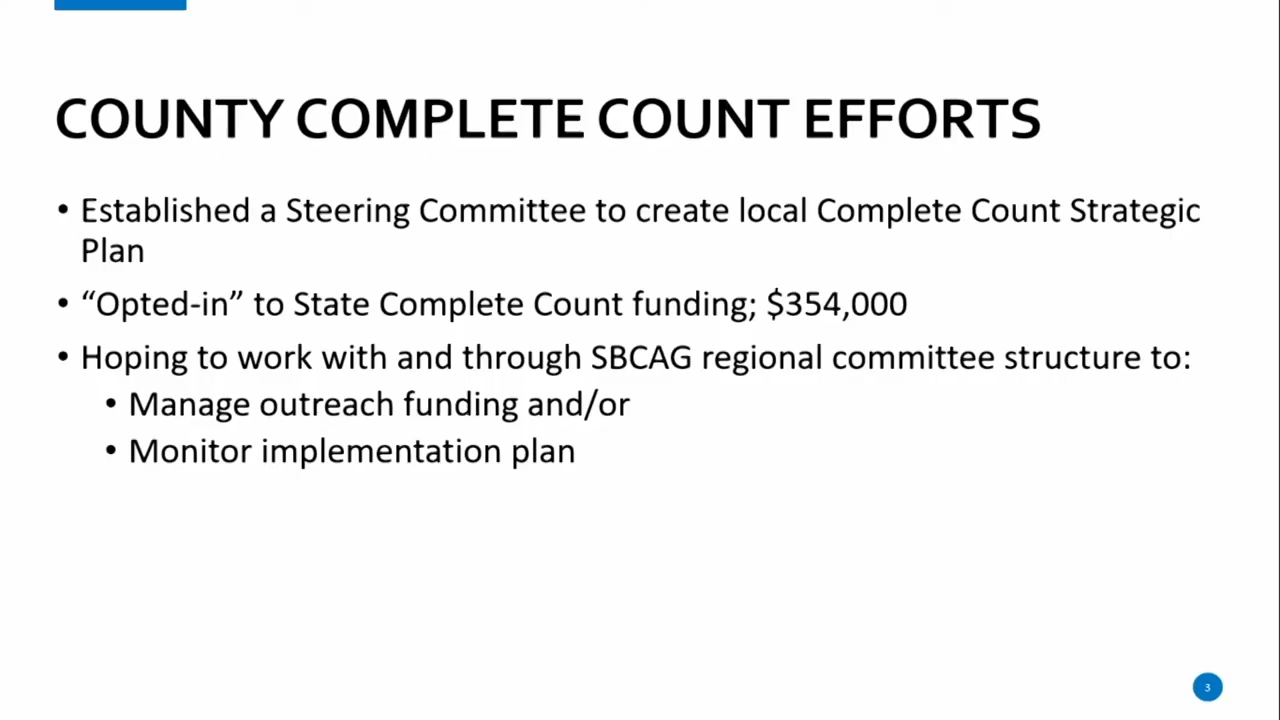 COUNTY COMPLETE COUNT EFFORTS
• Established a Steering Committee to create local Complete Count Strategic
Plan
• “Opted-in” to State Complete Count funding; $354,000
• Hoping to work with and through SBCAG regional committee structure to:
• Manage outreach funding and/or
• Monitor implementation plan
3